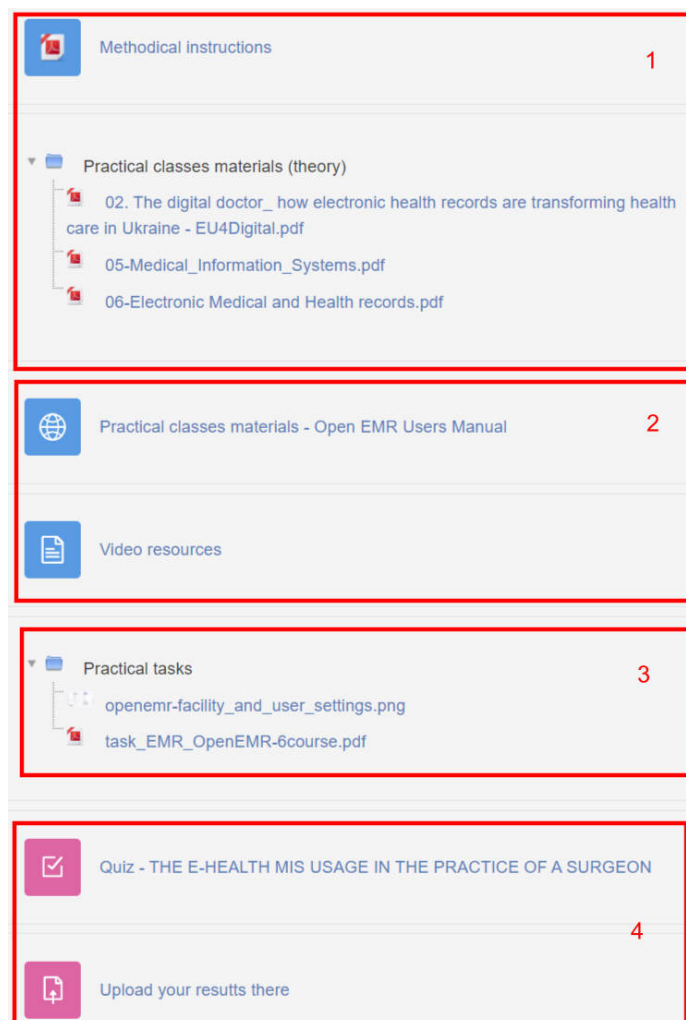 Methodical instructions
1
Practical classes materials (theory)
02. The digital doctor_ how electronic health records are transforming health
care in Ukraine - EU4Digital.pdf
05-Medical_Information_Systems.pdf
06-Electronic Medical and Health records.pdf
Practical classes materials - Open EMR Users Manual
2
Video resources
Practical tasks
3
openemr-facility_and_user_settings.png
task_EMR_OpenEMR-6course.pdf
Quiz - THE E-HEALTH MIS USAGE IN THE PRACTICE OF A SURGEON
4
Upload your resutts there